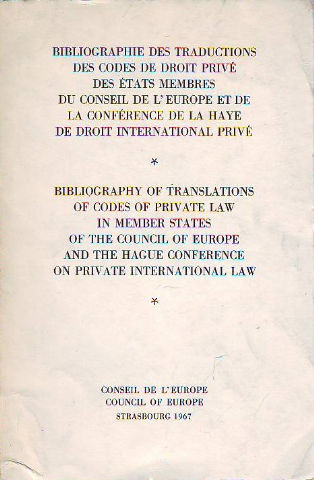 BIBLIOGRAPHIE DES TRADUCTIONS
DES CODES DE DROIT PRIVÉ
DES ÉTATS MEMBRES
DU CONSEIL DE L'EUROPE ET DE
LA CONFÉRENCE DE LA HAYE
DE DROIT INTERNATIONAL PRIVÉ
*
BIBLIOGRAPHY OF TRANSLATIONS
OF CODES OF PRIVATE LAW
IN MEMBER STATES
OF THE COUNCIL OF EUROPE
AND THE HAGUE CONFERENCE
ON PRIVATE INTERNATIONAL LAW
*
CONSEIL DE L'EUROPE
COUNCIL OF EUROPE
STRASBOURG 1967